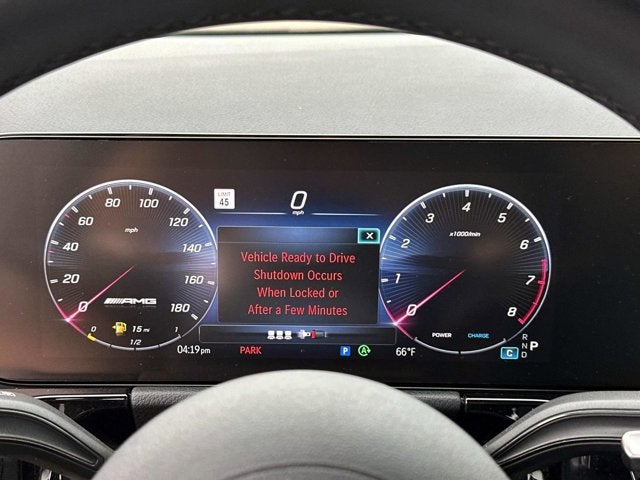 LIMIT
45
0
mph
60
80
100
120
40
140
mph
20
160
0
180
AMG
0
15 mi
1
1/2
Vehicle Ready to Drive
Shutdown Occurs
When Locked or
After a Few Minutes
4
3
5
2
x1000/min
6
1
7
0
8
POWER
CHARGE
04:19 pm
PARK
P
A
66°F
C
R
N
D
P